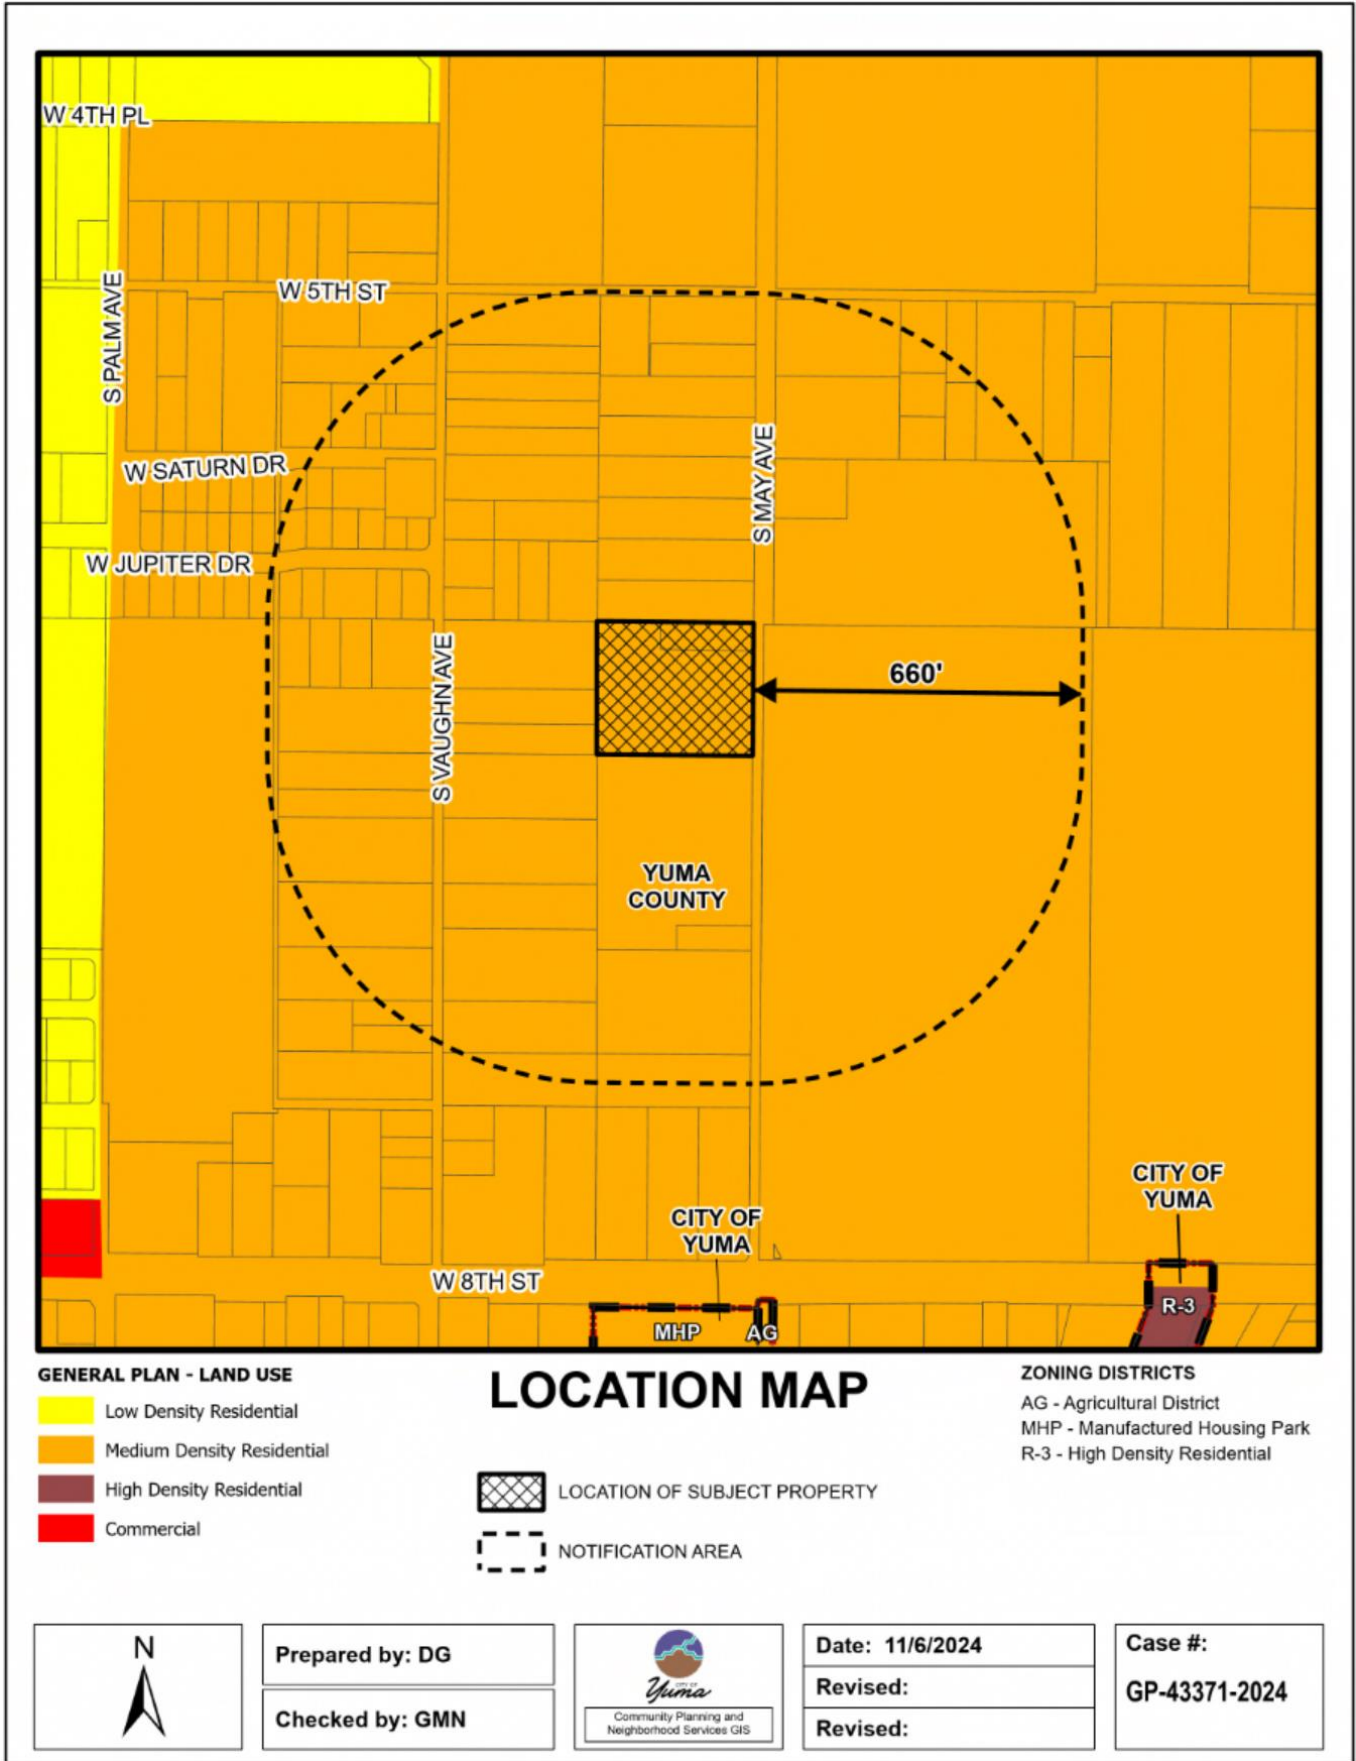 W 4TH PL
W 5TH ST
S PALM AVE
W SATURN DR
S MAY AVE
W JUPITER DR
S VAUGHN AVE
660'
YUMA
COUNTY
CITY OF
YUMA
CITY OF
YUMA
W 8TH ST
R-3
MHP
AG
GENERAL PLAN - LAND USE
Low Density Residential
Medium Density Residential
High Density Residential
Commercial
LOCATION MAP
LOCATION OF SUBJECT PROPERTY
NOTIFICATION AREA
ZONING DISTRICTS
AG - Agricultural District
MHP - Manufactured Housing Park
R-3 - High Density Residential
N
Prepared by: DG
Checked by: GMN
CITY OF
Yuma
Community Planning and
Neighborhood Services GIS
Date: 11/6/2024
Revised:
Revised:
Case #:
GP-43371-2024